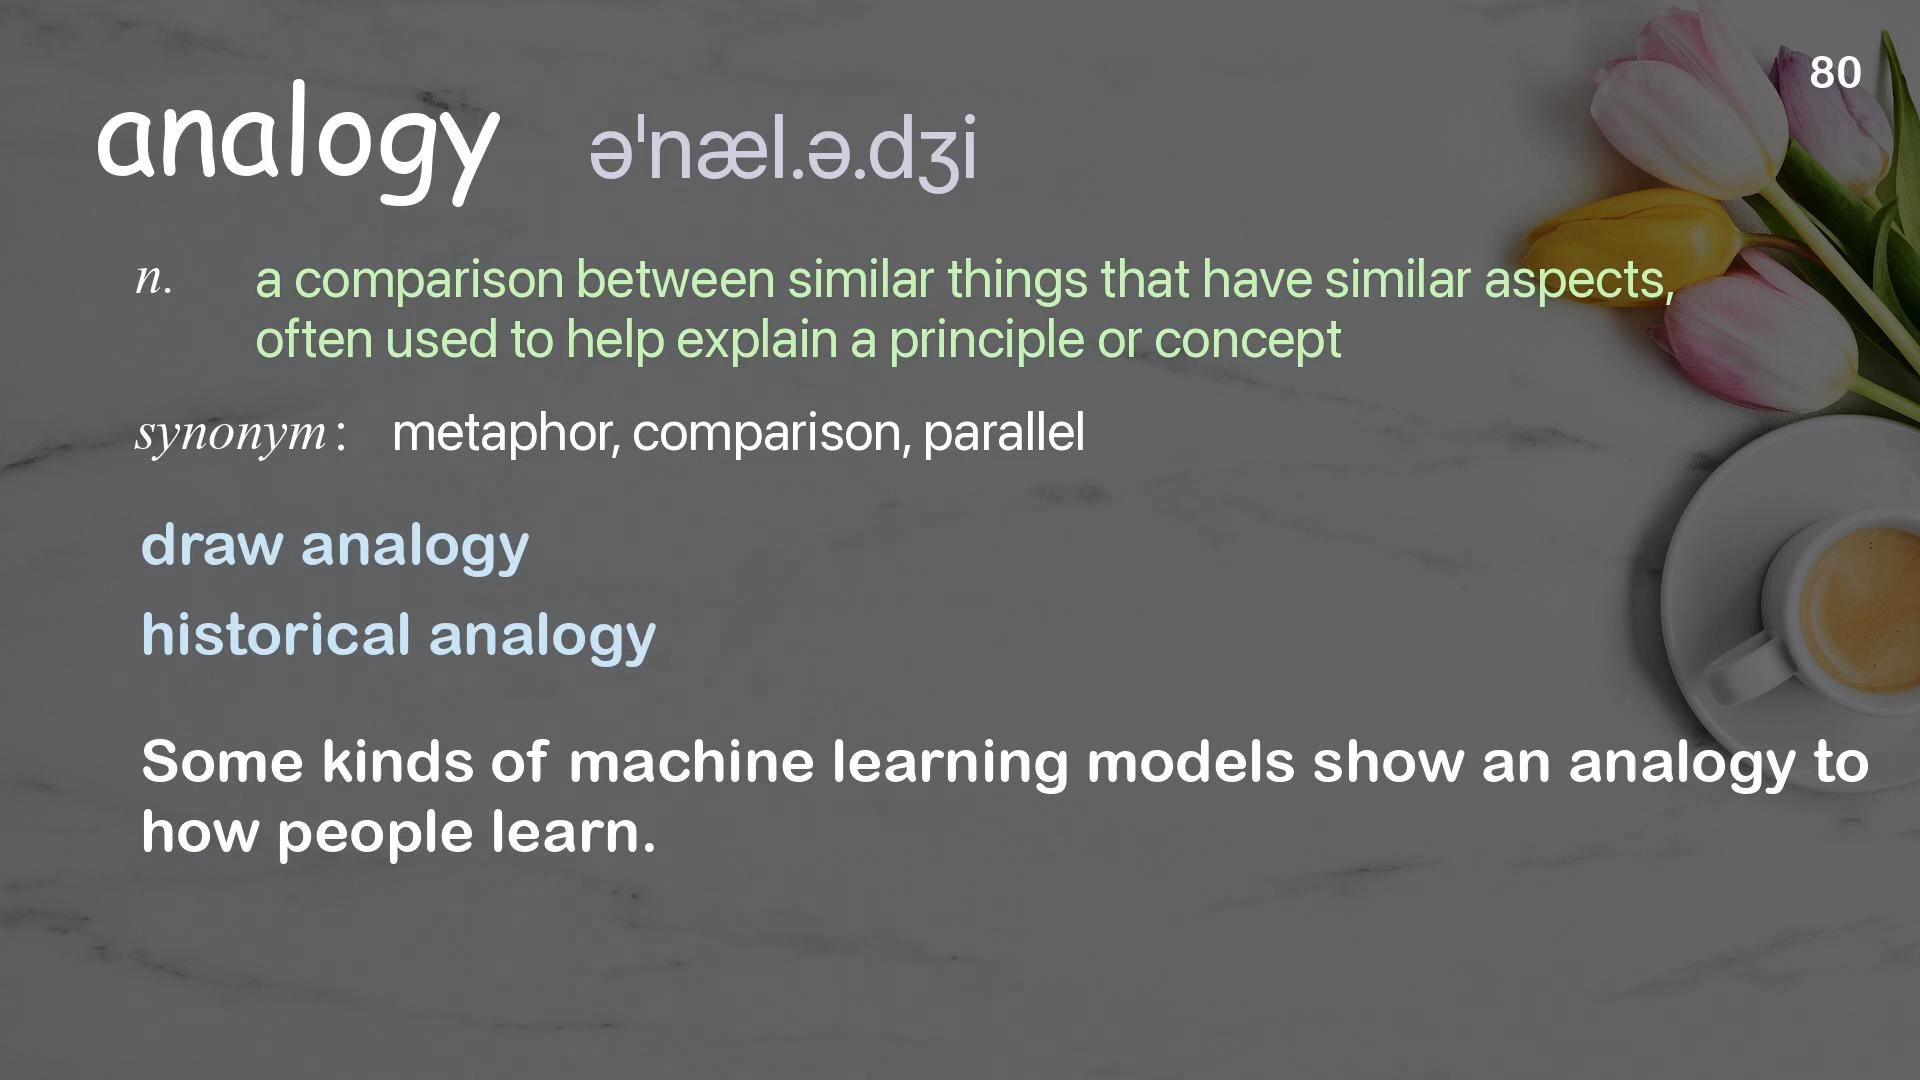 80
analogy ə'næl.ə.dʒi
n. a comparison between similar things that have similar aspects,
often used to help explain a principle or concept
synonym: metaphor, comparison, parallel
draw analogy
historical analogy
Some kinds of machine learning models show an analogy to
how people learn.